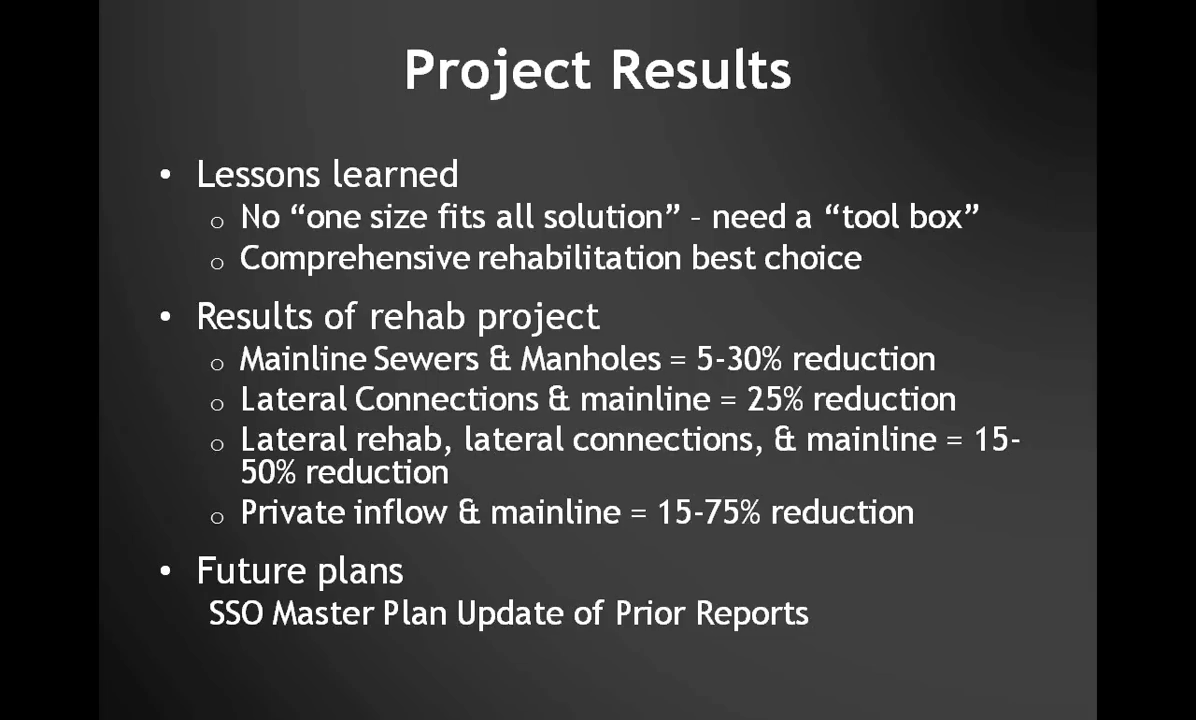 Project Results
• Lessons learned
o No “one size fits all solution” – need a “tool box”
o Comprehensive rehabilitation best choice
• Results of rehab project
o Mainline Sewers & Manholes = 5-30% reduction
o Lateral Connections & mainline = 25% reduction
o Lateral rehab, lateral connections, & mainline = 15-
50% reduction
o Private inflow & mainline = 15-75% reduction
• Future plans
SSO Master Plan Update of Prior Reports